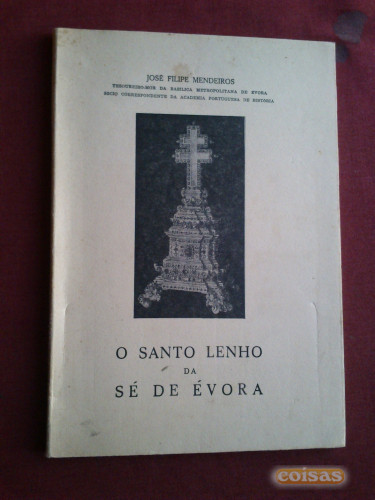 JOSÉ FILIPE MENDEIROS
TESOUREIRO-MOR DA BASÍLICA METROPOLITANA DE ÉVORA
SÓCIO CORRESPONDENTE DA ACADEMIA PORTUGUESA DE HISTÓRIA
O SANTO LENHO
DA
SÉ DE ÉVORA
coisas